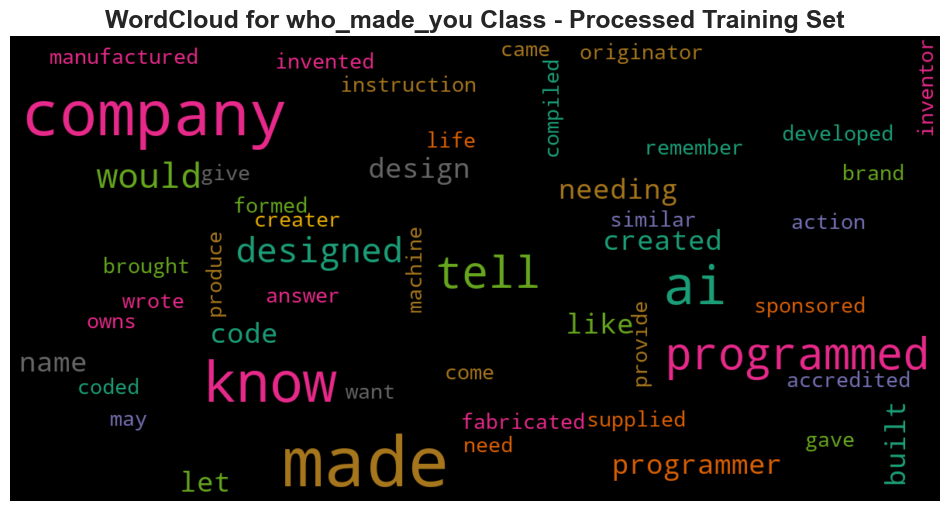 WordCloud for who_made_you Class - Processed Training Set
manufactured
invented
came
originator
inventor
instruction
compiled
company
life
developed
remember
design
would
give
brand
needing
formed
creater
similar
action
created
designed
produce
machine
tell
brought
ai
answer
wrote
sponsored
owns
like
code
provide
name
programmed
know
come
coded
want
accredited
may
fabricated
supplied
built
made
need
gave
programmer
let